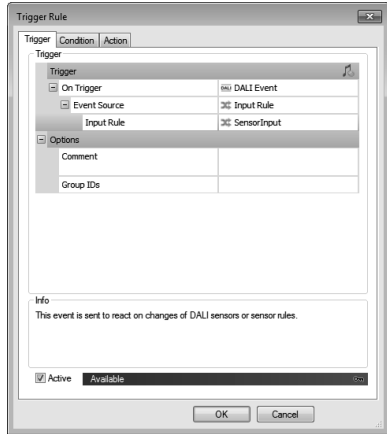 Trigger Rule
Trigger Condition Action
Trigger
Trigger
On Trigger DALI DALI Event
Event Source Input Rule
Input Rule SensorInput
Options
Comment
Group IDs
Info
This event is sent to react on changes of DALI sensors or sensor rules.
Active Available
OK Cancel